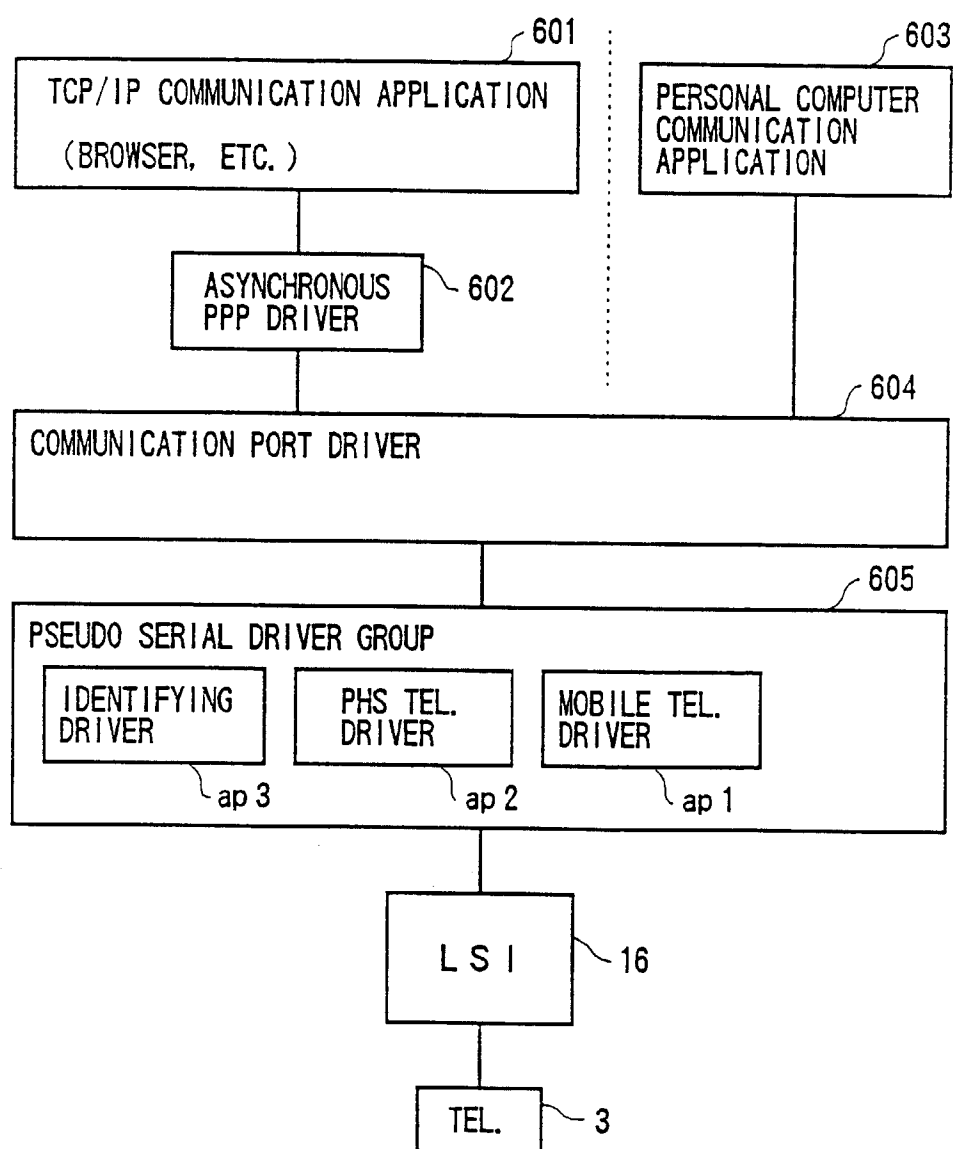 601
TCP/IP COMMUNICATION APPLICATION
(BROWSER, ETC.)
603
PERSONAL COMPUTER
COMMUNICATION
APPLICATION
ASYNCHRONOUS
PPP DRIVER
602
604
COMMUNICATION PORT DRIVER
605
PSEUDO SERIAL DRIVER GROUP
IDENTIFYING
DRIVER
ap 3
PHS TEL.
DRIVER
ap 2
MOBILE TEL.
DRIVER
ap 1
LSI
16
TEL.
3